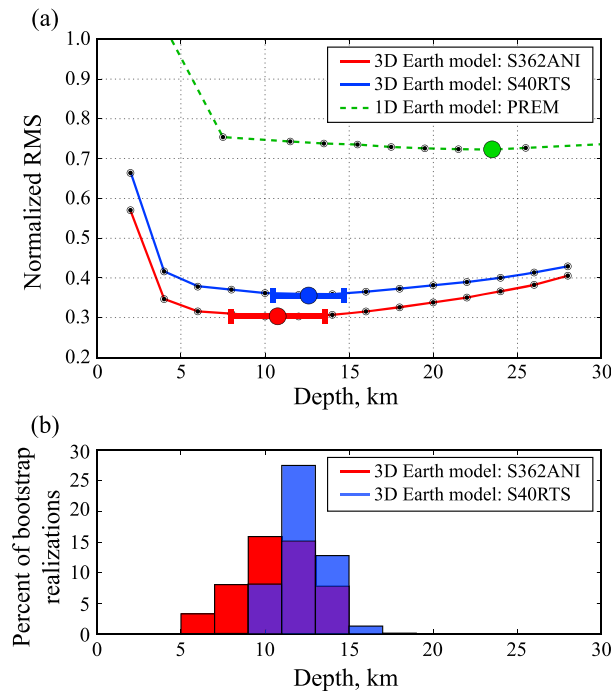 (a)
1.0
0.9
0.8
0.7
0.6
0.5
0.4
0.3
0.2
Normalized RMS
3D Earth model: S362ANI
3D Earth model: S40RTS
1D Earth model: PREM
0 5 10 15 20 25 30
Depth, km
(b)
30
25
20
15
10
5
0
Percent of bootstrap
realizations
3D Earth model: S362ANI
3D Earth model: S40RTS
0 5 10 15 20 25 30
Depth, km